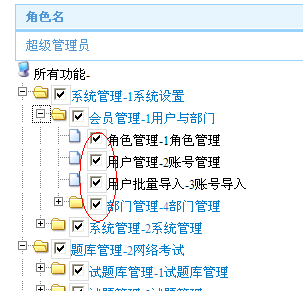 角色名
超级管理员
所有功能-
系统管理-1系统设置
会员管理-1用户与部门
角色管理-1角色管理
用户管理-2账号管理
用户批量导入-3账号导入
部门管理-4部门管理
系统管理-2系统管理
题库管理-2网络考试
试题库管理-1试题库管理